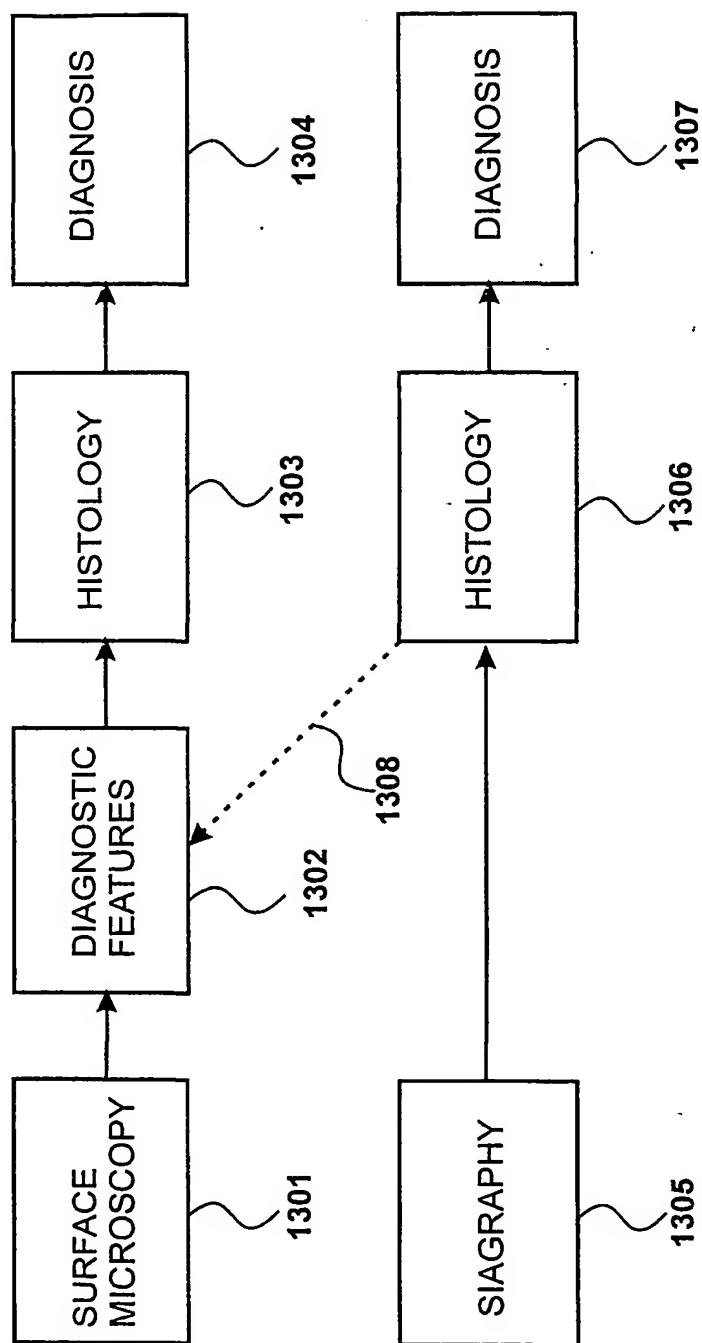 SURFACE
MICROSCOPY
1301
DIAGNOSTIC
FEATURES
1302
HISTOLOGY
1303
DIAGNOSIS
1304
SIAGRAPHY
1305
HISTOLOGY
1306
DIAGNOSIS
1307
1308